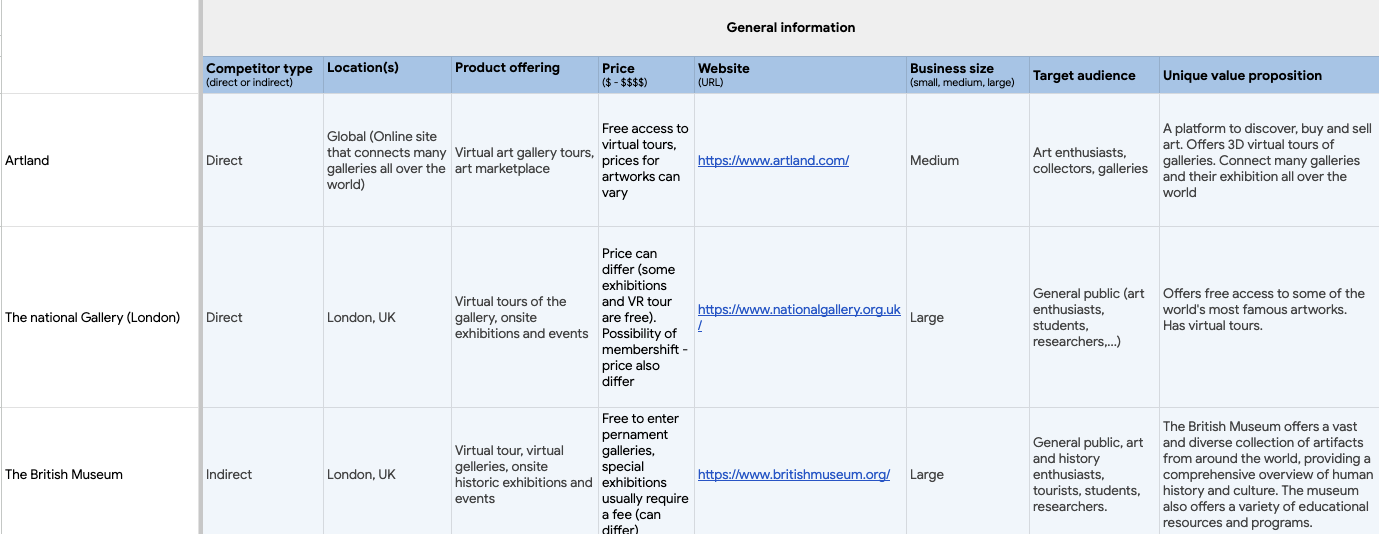 General information
Competitor type
(direct or indirect)
Location(s)
Product offering
Price
($ - $$$$)
Website
(URL)
Business size
(small, medium, large)
Target audience
Unique value proposition
Artland
Direct
Global (Online site
that connects many
galleries all over the
world)
Virtual art gallery tours,
art marketplace
Free access to
virtual tours,
prices for
artworks can
vary
https://www.artland.com/
Medium
Art enthusiasts,
collectors, galleries
A platform to discover, buy and sell
art. Offers 3D virtual tours of
galleries. Connect many galleries
and their exhibition all over the
world
The national Gallery (London)
Direct
London, UK
Virtual tours of the
gallery, onsite
exhibitions and events
Price can
differ (some
exhibitions
and VR tour
are free).
Possibility of
membershift -
price also
differ
https://www.nationalgallery.org.uk
/
Large
General public (art
enthusiasts,
students,
researchers,...)
Offers free access to some of the
world's most famous artworks.
Has virtual tours.
The British Museum
Indirect
London, UK
Virtual tour, virtual
gelleries, onsite
historic exhibitions and
events
Free to enter
pernament
galleries,
special
exhibitions
usually require
a fee (can
differ)
https://www.britishmuseum.org/
Large
General public, art
and history
enthusiasts,
tourists, students,
researchers.
The British Museum offers a vast
and diverse collection of artifacts
from around the world, providing a
comprehensive overview of human
history and culture. The museum
also offers a variety of educational
resources and programs.